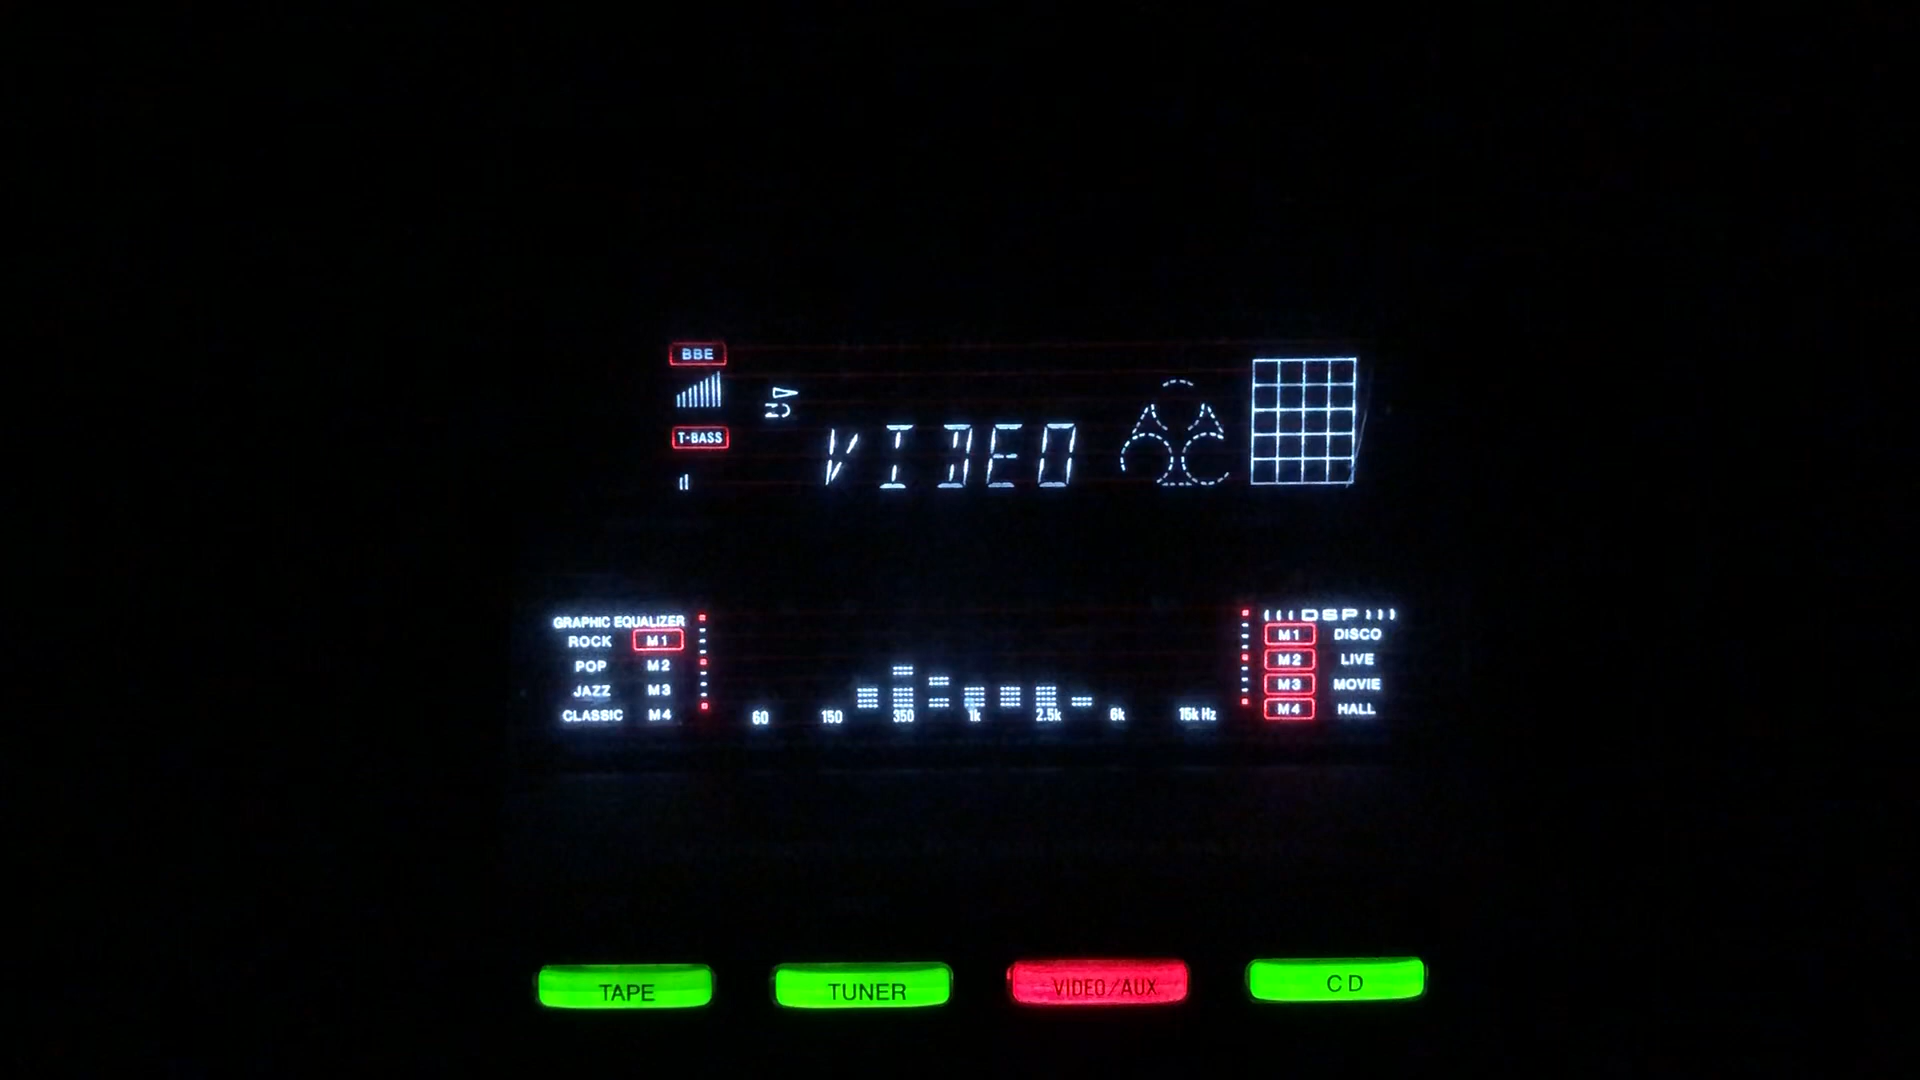 BBE
T-BASS
VIDEO
GRAPHIC EQUALIZER
ROCK M1
POP M2
JAZZ M3
CLASSIC M4
60 150 350 1k 2.5k 6k 15k Hz
DSP
M1 DISCO
M2 LIVE
M3 MOVIE
M4 HALL
TAPE TUNER VIDEO/AUX CD